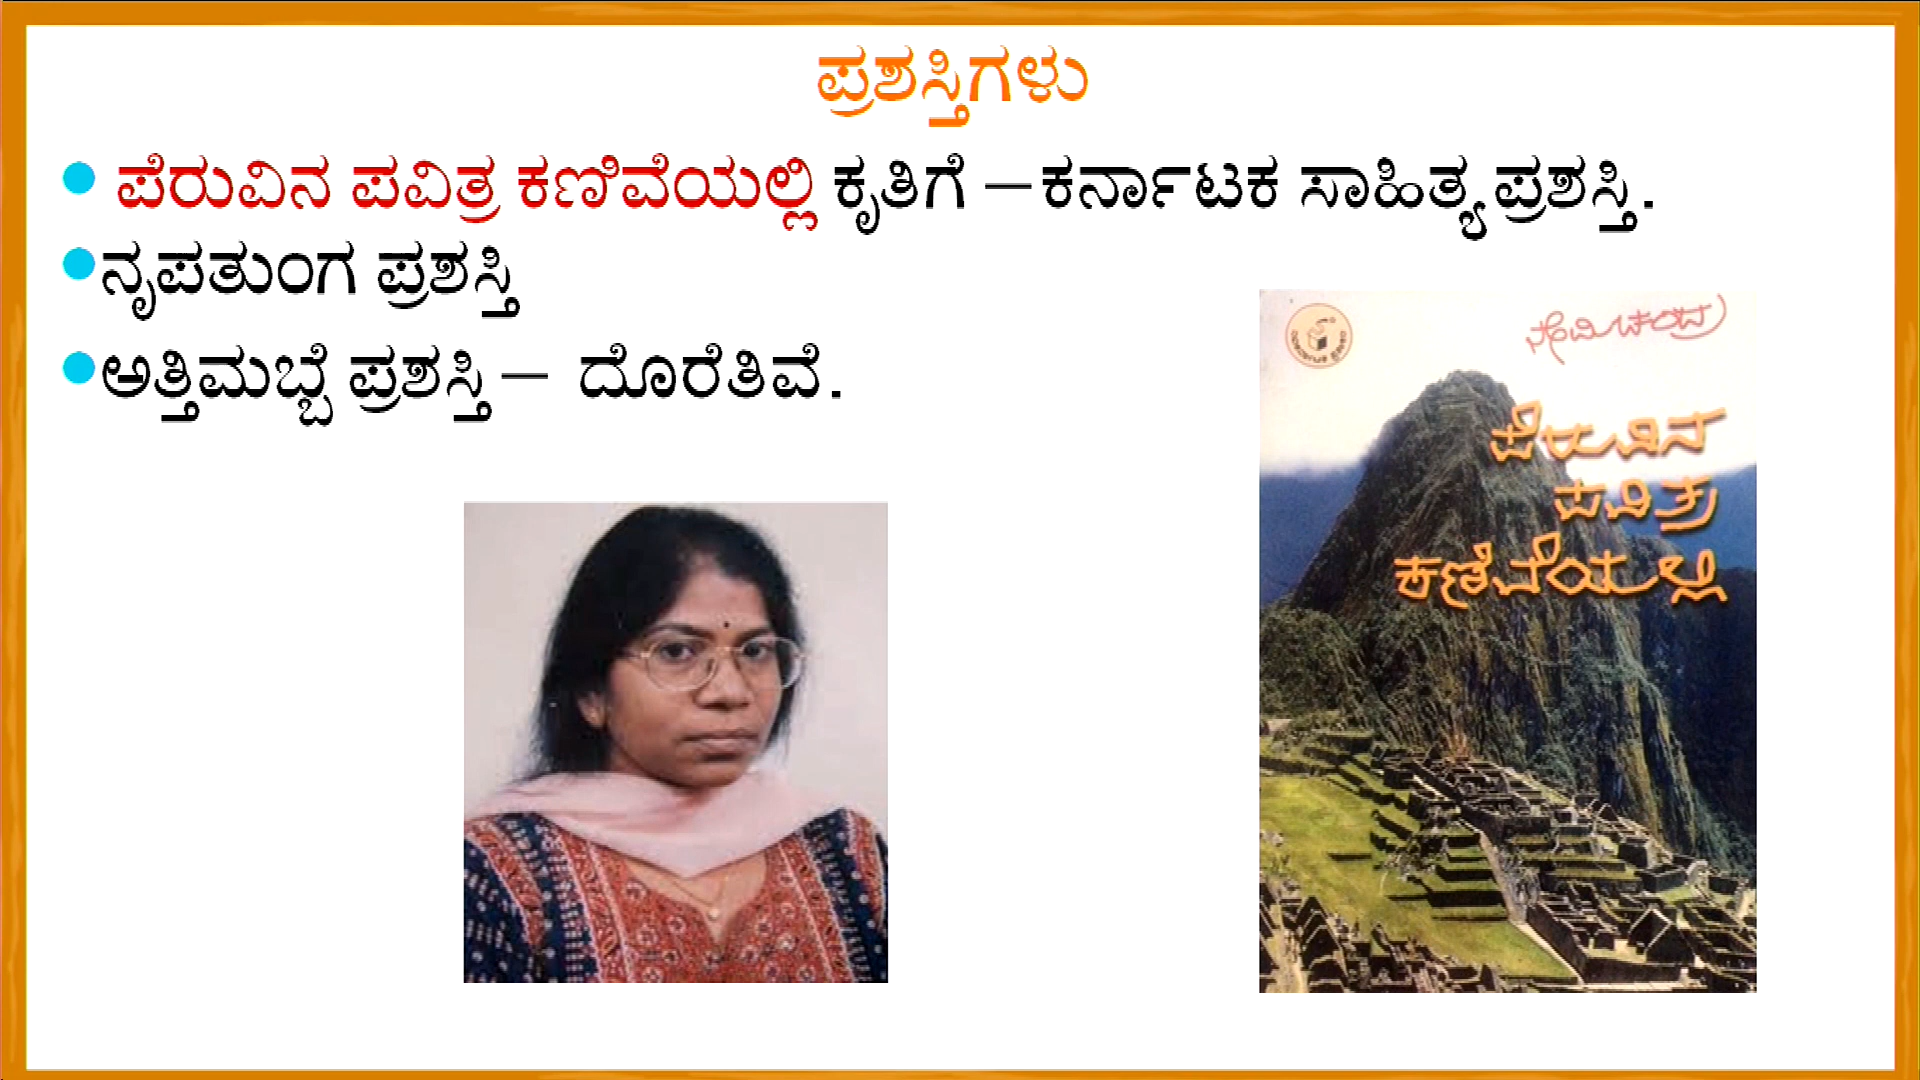 ಪ್ರಶಸ್ತಿಗಳು
ಪೆರುವಿನ ಪವಿತ್ರ ಕಣಿವೆಯಲ್ಲಿ ಕೃತಿಗೆ – ಕರ್ನಾಟಕ ಸಾಹಿತ್ಯ ಪ್ರಶಸ್ತಿ.
ನೃಪತುಂಗ ಪ್ರಶಸ್ತಿ
ಅತ್ತಿಮಬ್ಬೆ ಪ್ರಶಸ್ತಿ – ದೊರೆತಿವೆ.
ನೇಮಿಚಂದ್ರ
ಪೆರುವಿನ
ಪವಿತ್ರ
ಕಣಿವೆಯಲ್ಲಿ